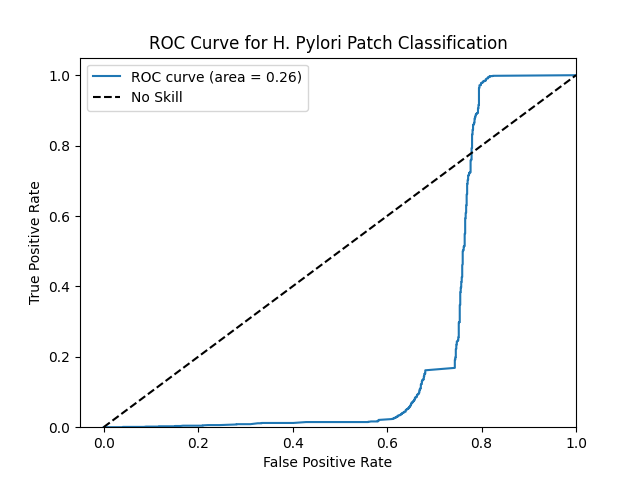 ROC Curve for H. Pylori Patch Classification
ROC curve (area = 0.26)
No Skill
True Positive Rate
1.0
0.8
0.6
0.4
0.2
0.0
0.0 0.2 0.4 0.6 0.8 1.0
False Positive Rate